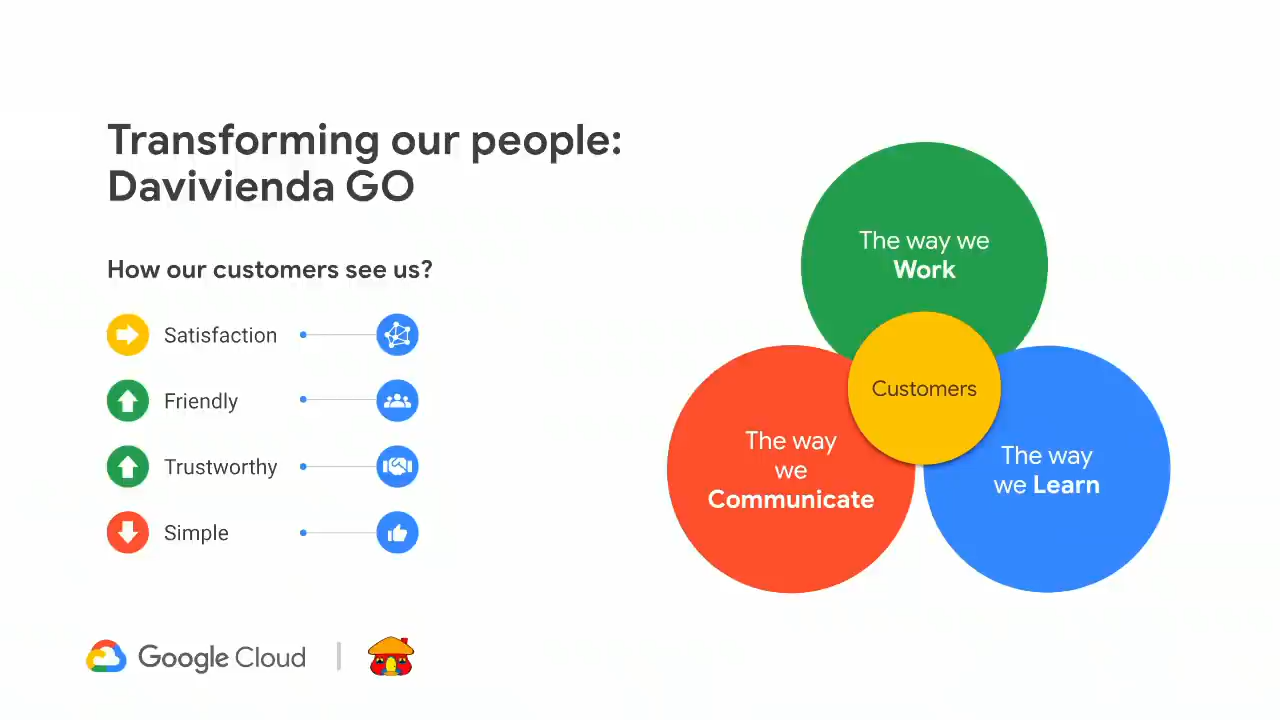 Transforming our people:
Davivienda GO
How our customers see us?
Satisfaction
Friendly
Trustworthy
Simple
The way we
Work
Customers
The way
we
Communicate
The way
we Learn
Google Cloud